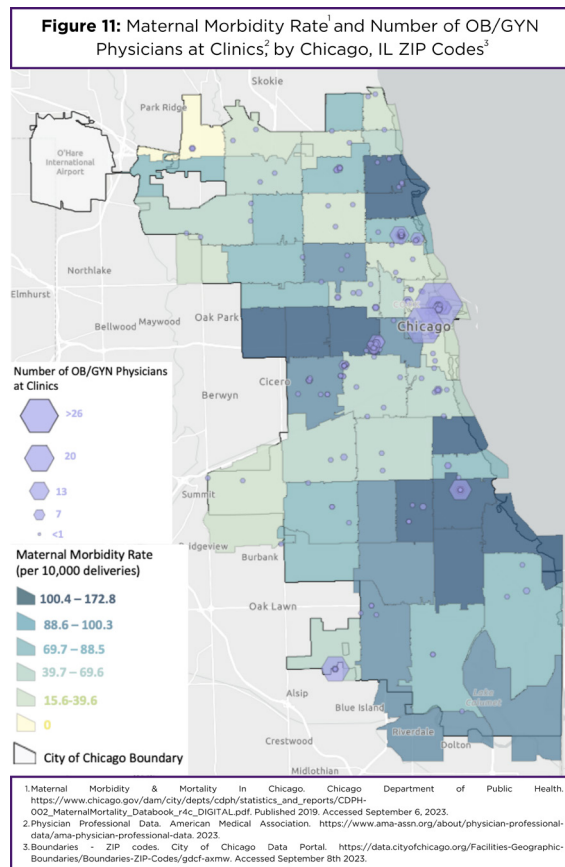 Figure 11: Maternal Morbidity Rate¹ and Number of OB/GYN
Physicians at Clinics,² by Chicago, IL ZIP Codes³
Skokie
Park Ridge
O'Hare
International
Airport
Northlake
Elmhurst
Bellwood
Maywood
Oak Park
Chicago
Number of OB/GYN Physicians
at Clinics
Cicero
Berwyn
>26
20
13
7
<1
Summit
Burbank
Maternal Morbidity Rate
(per 10,000 deliveries)
100.4 – 172.8
88.6 – 100.3
69.7 – 88.5
39.7 – 69.6
15.6-39.6
0
City of Chicago Boundary
Oak Lawn
Alsip
Blue Island
Lake
Calumet
Riverdale
Dolton
Crestwood
Midlothian
1. Maternal Morbidity & Mortality In Chicago. Chicago Department of Public Health.
https://www.chicago.gov/dam/city/depts/cdph/statistics_and_reports/CDPH-
002_MaternalMortality_Databook_r4c_DIGITAL.pdf. Published 2019. Accessed September 6, 2023.
2. Physician Professional Data. American Medical Association. https://www.ama-assn.org/about/physician-professional-
data/ama-physician-professional-data. 2023.
3. Boundaries - ZIP codes. City of Chicago Data Portal. https://data.cityofchicago.org/Facilities-Geographic-
Boundaries/Boundaries-ZIP-Codes/gdcf-axmw. Accessed September 8th 2023.